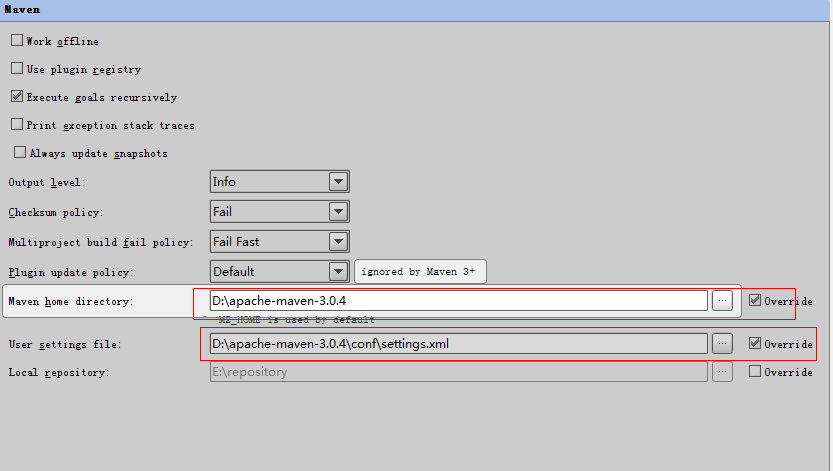 Maven
Work offline
Use plugin registry
Execute goals recursively
Print exception stack traces
Always update snapshots
Output level: Info
Checksum policy: Fail
Multiproject build fail policy: Fail Fast
Plugin update policy: Default ignored by Maven 3+
Maven home directory: D:\apache-maven-3.0.4 ... Override
M2_HOME is used by default
User settings file: D:\apache-maven-3.0.4\conf\settings.xml ... Override
Local repository: E:\repository ... Override